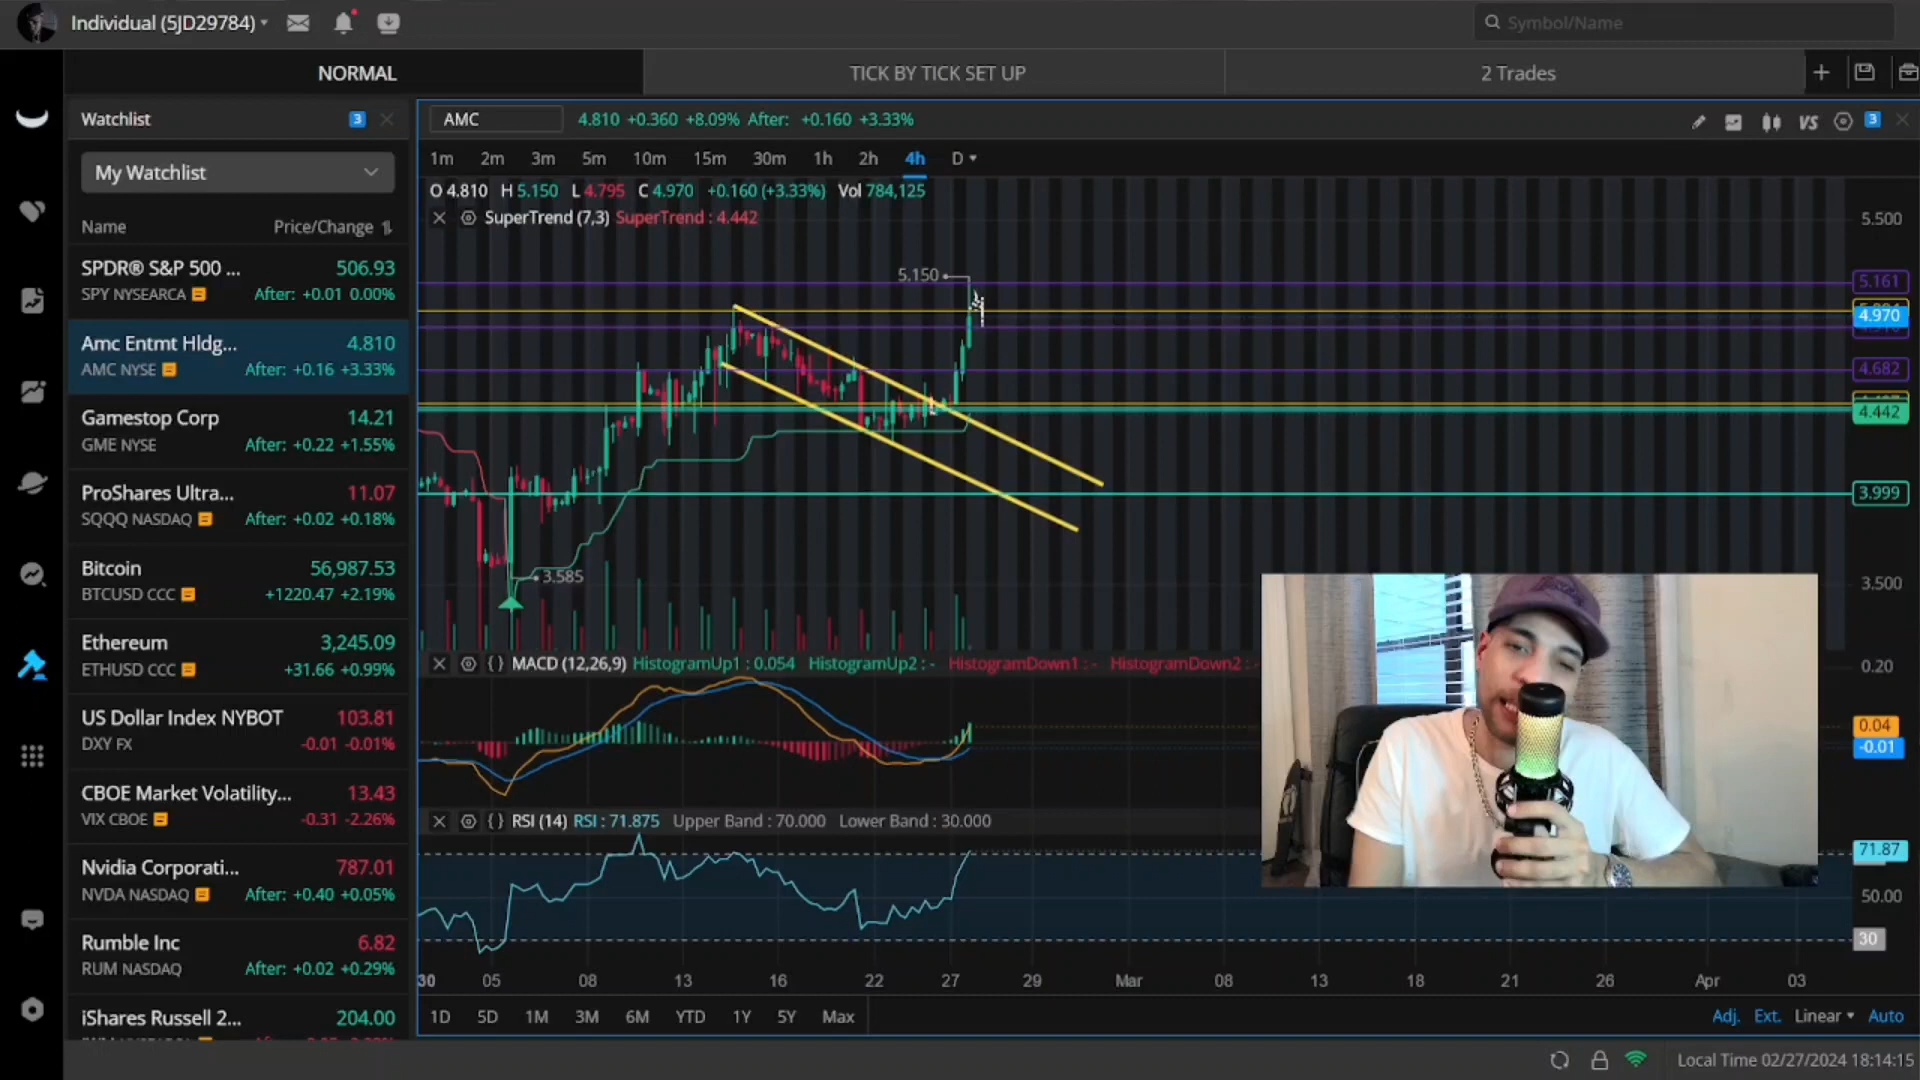 Individual (5JD29784)
Symbol/Name
NORMAL
TICK BY TICK SET UP
2 Trades
Watchlist
3
My Watchlist
Name
Price/Change
SPDR® S&P 500 ...
506.93
SPY NYSEARCA
After: +0.01 0.00%
Amc Entmt Hldg...
4.810
AMC NYSE
After: +0.16 +3.33%
Gamestop Corp
14.21
GME NYSE
After: +0.22 +1.55%
ProShares Ultra...
11.07
SQQQ NASDAQ
After: +0.02 +0.18%
Bitcoin
56,987.53
BTCUSD CCC
+1220.47 +2.19%
Ethereum
3,245.09
ETHUSD CCC
+31.66 +0.99%
US Dollar Index NYBOT
103.81
DXY FX
-0.01 -0.01%
CBOE Market Volatility...
13.43
VIX CBOE
-0.31 -2.26%
Nvidia Corporati...
787.01
NVDA NASDAQ
After: +0.40 +0.05%
Rumble Inc
6.82
RUM NASDAQ
After: +0.02 +0.29%
iShares Russell 2...
204.00
AMC
4.810 +0.360 +8.09% After: +0.160 +3.33%
VS
3
1m 2m 3m 5m 10m 15m 30m 1h 2h 4h D
O 4.810 H 5.150 L 4.795 C 4.970 +0.160 (+3.33%) Vol 784,125
SuperTrend (7,3) SuperTrend : 4.442
5.500
5.150
5.161
4.970
4.682
4.442
3.999
3.585
3.500
MACD (12,26,9) HistogramUp1 : 0.054 HistogramUp2 : - HistogramDown1 : - HistogramDown2 : -
0.20
0.04
-0.01
RSI (14) RSI : 71.875 Upper Band : 70.000 Lower Band : 30.000
71.87
50.00
30
30 05 08 13 16 22 27 29 Mar 08 13 18 21 26 Apr 03
1D 5D 1M 3M 6M YTD 1Y 5Y Max
Adj. Ext. Linear Auto
Local Time 02/27/2024 18:14:15